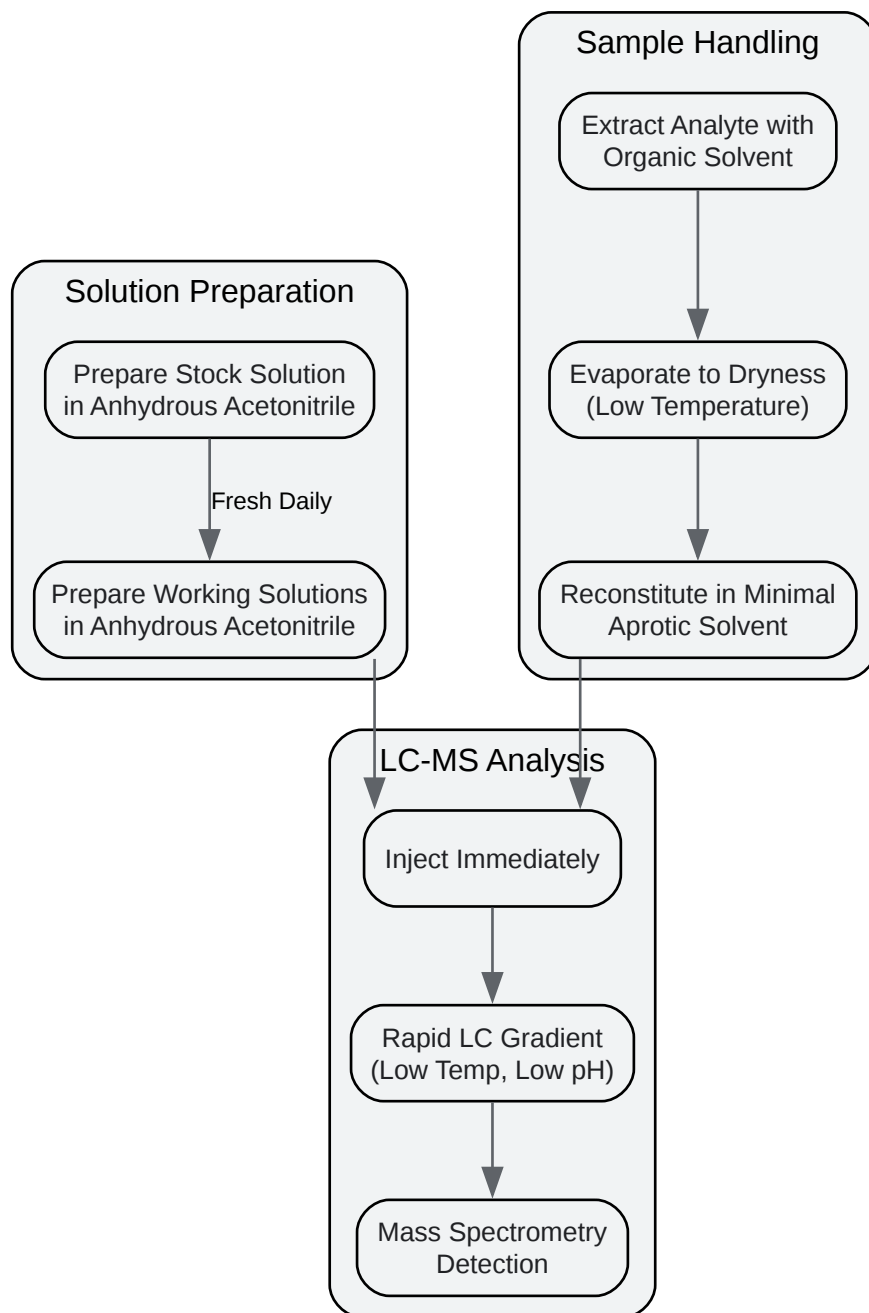 Sample Handling
Extract Analyte with
Organic Solvent
Evaporate to Dryness
(Low Temperature)
Reconstitute in Minimal
Aprotic Solvent
Solution Preparation
Prepare Stock Solution
in Anhydrous Acetonitrile
Fresh Daily
Prepare Working Solutions
in Anhydrous Acetonitrile
LC-MS Analysis
Inject Immediately
Rapid LC Gradient
(Low Temp, Low pH)
Mass Spectrometry
Detection